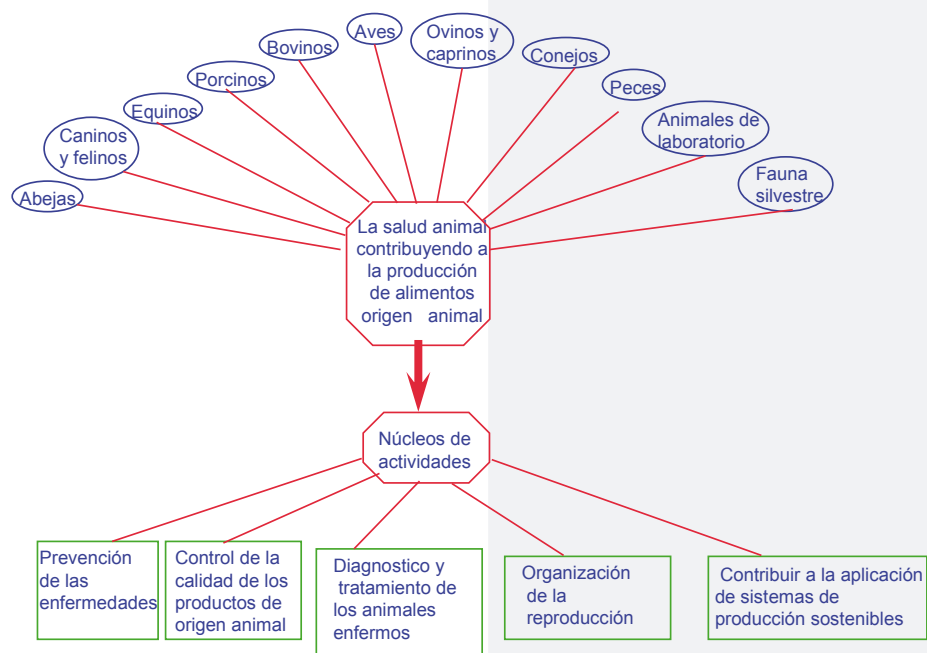 Abejas
Caninos
y felinos
Equinos
Porcinos
Bovinos
Aves
Ovinos y
caprinos
Conejos
Peces
Animales de
laboratorio
Fauna
silvestre
La salud animal
contribuyendo a
la producción
de alimentos
origen animal
Núcleos de
actividades
Prevención
de las
enfermedades
Control de la
calidad de los
productos de
origen animal
Diagnostico y
tratamiento de
los animales
enfermos
Organización
de la
reproducción
Contribuir a la aplicación
de sistemas de
producción sostenibles